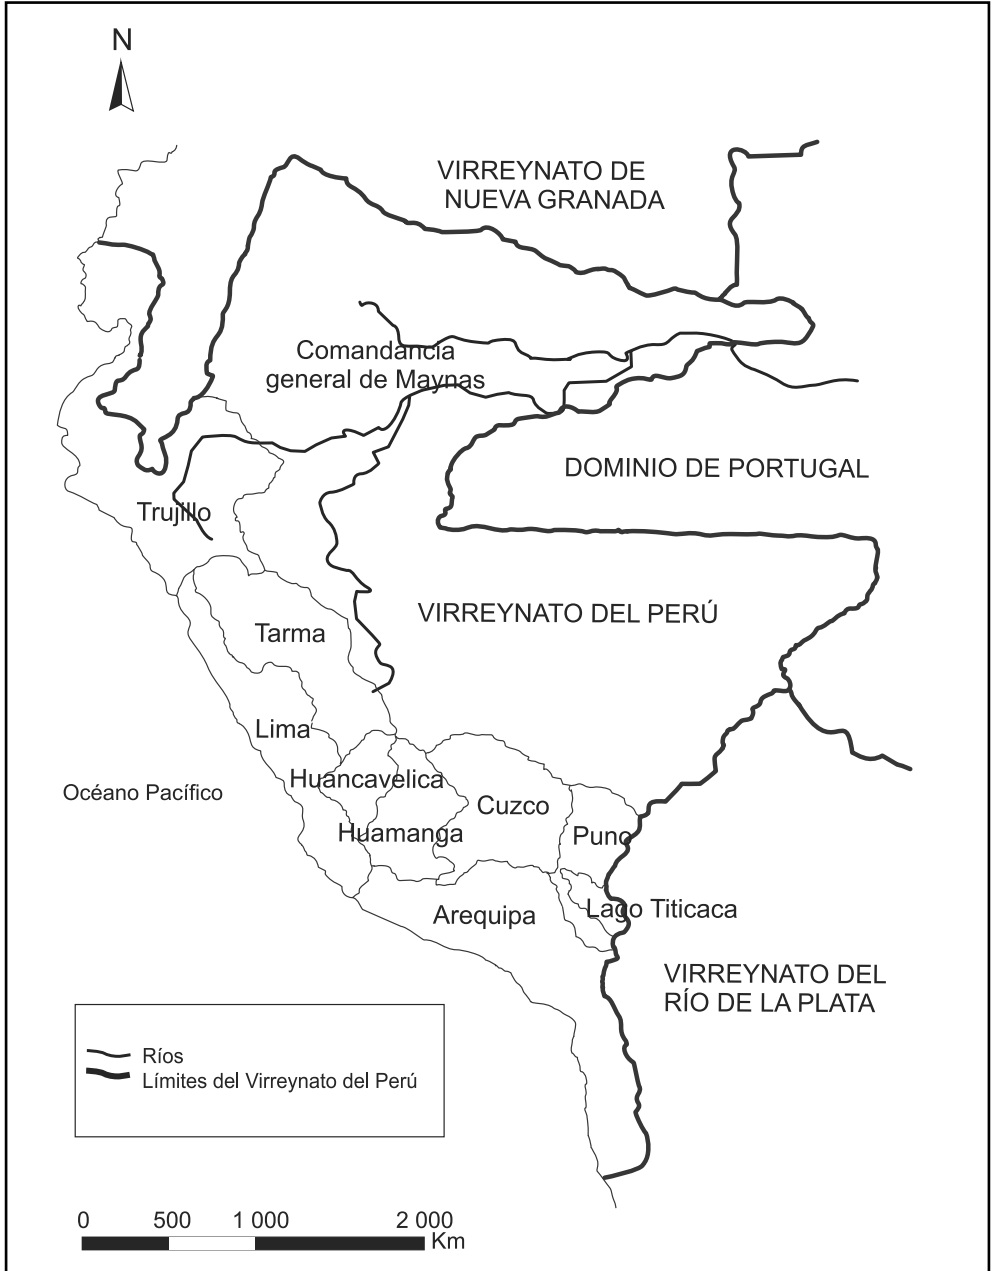 N
VIRREYNATO DE
NUEVA GRANADA
Comandancia
general de Maynas
DOMINIO DE PORTUGAL
Trujillo
VIRREYNATO DEL PERÚ
Tarma
Lima
Huancavelica
Océano Pacífico
Cuzco
Huamanga
Puno
Lago Titicaca
Arequipa
VIRREYNATO DEL
RÍO DE LA PLATA
Ríos
Límites del Virreynato del Perú
0 500 1 000 2 000
Km